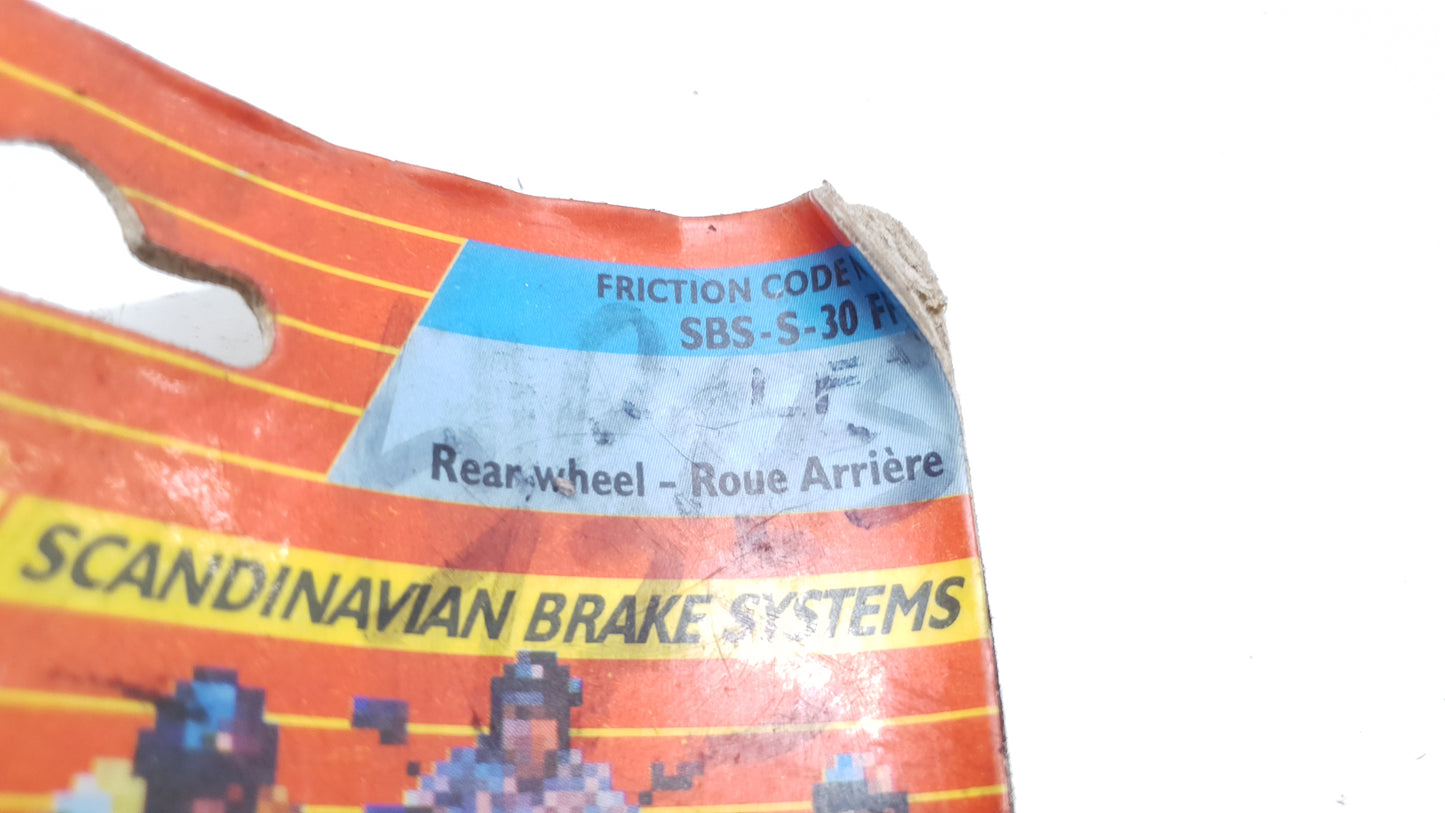 FRICTION CODE
SBS-S-30 F
Rear wheel - Roue Arrière
SCANDINAVIAN BRAKE SYSTEMS